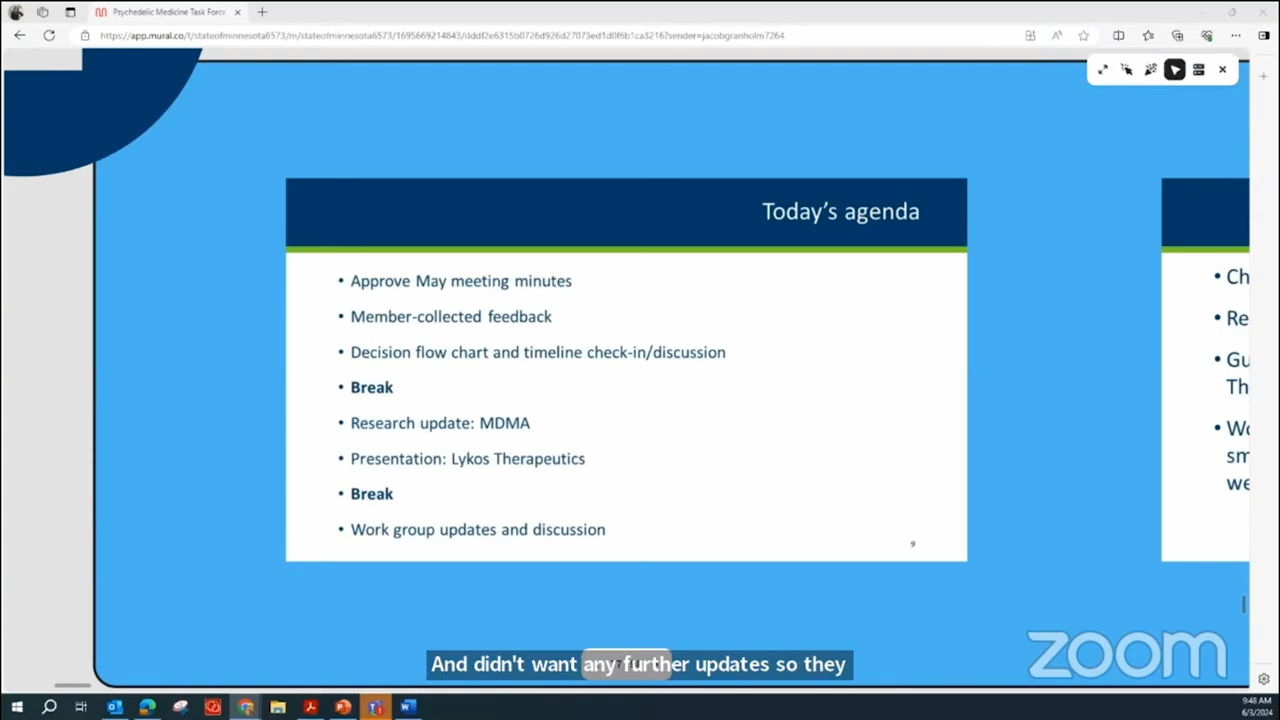 Psychedelic Medicine Task Forc
https://app.mural.co/t/stateofminnesota6573/m/stateofminnesota6573/1695669214843/dddf2e6315b0726d926d27073ed1d0f6b1ca3216?sender=jacobgranholm7264
Today's agenda
• Approve May meeting minutes
• Member-collected feedback
• Decision flow chart and timeline check-in/discussion
• Break
• Research update: MDMA
• Presentation: Lykos Therapeutics
• Break
• Work group updates and discussion
9
• Ch
• Re
• Gu
Th
• Wo
sm
we
And didn't want any further updates so they
zoom
9:48 AM
6/3/2024